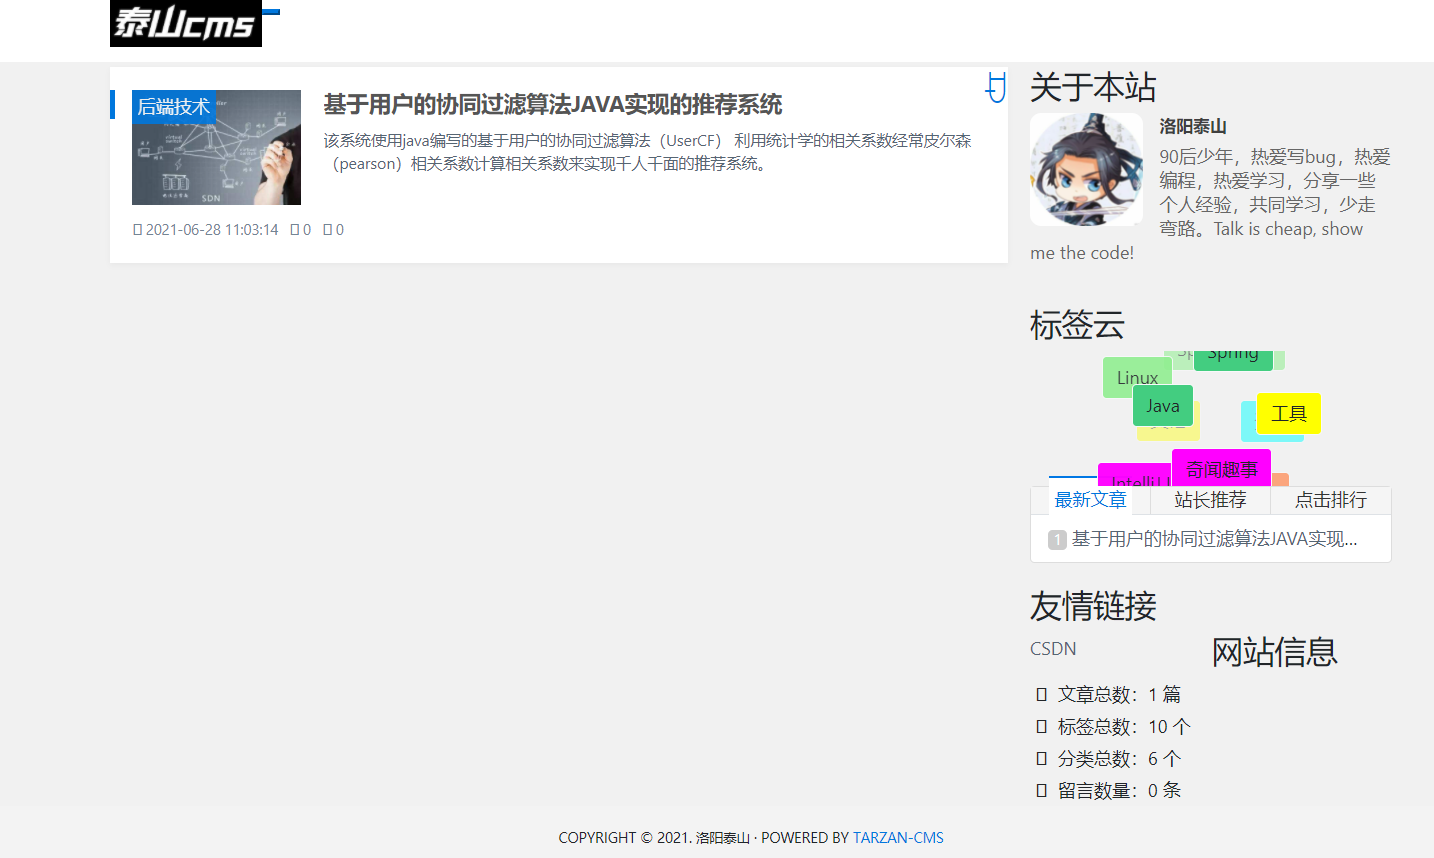 泰山cms
后端技术
SDN
基于用户的协同过滤算法JAVA实现的推荐系统
该系统使用java编写的基于用户的协同过滤算法（UserCF） 利用统计学的相关系数经常皮尔森
（pearson）相关系数计算相关系数来实现千人千面的推荐系统。
2021-06-28 11:03:14 0 0
关于本站
洛阳泰山
90后少年，热爱写bug，热爱
编程，热爱学习，分享一些
个人经验，共同学习，少走
弯路。Talk is cheap, show
me the code!
标签云
Spring
Linux
Java
工具
奇闻趣事
最新文章 站长推荐 点击排行
1 基于用户的协同过滤算法JAVA实现...
友情链接
CSDN
网站信息
文章总数：1 篇
标签总数：10 个
分类总数：6 个
留言数量：0 条
COPYRIGHT © 2021. 洛阳泰山 · POWERED BY TARZAN-CMS